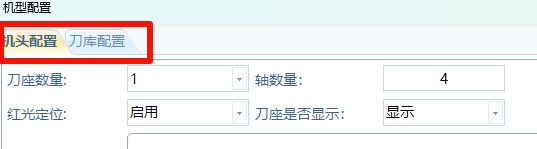 机型配置
机头配置 刀库配置
刀座数量: 1 轴数量: 4
红光定位: 启用 刀座是否显示: 显示